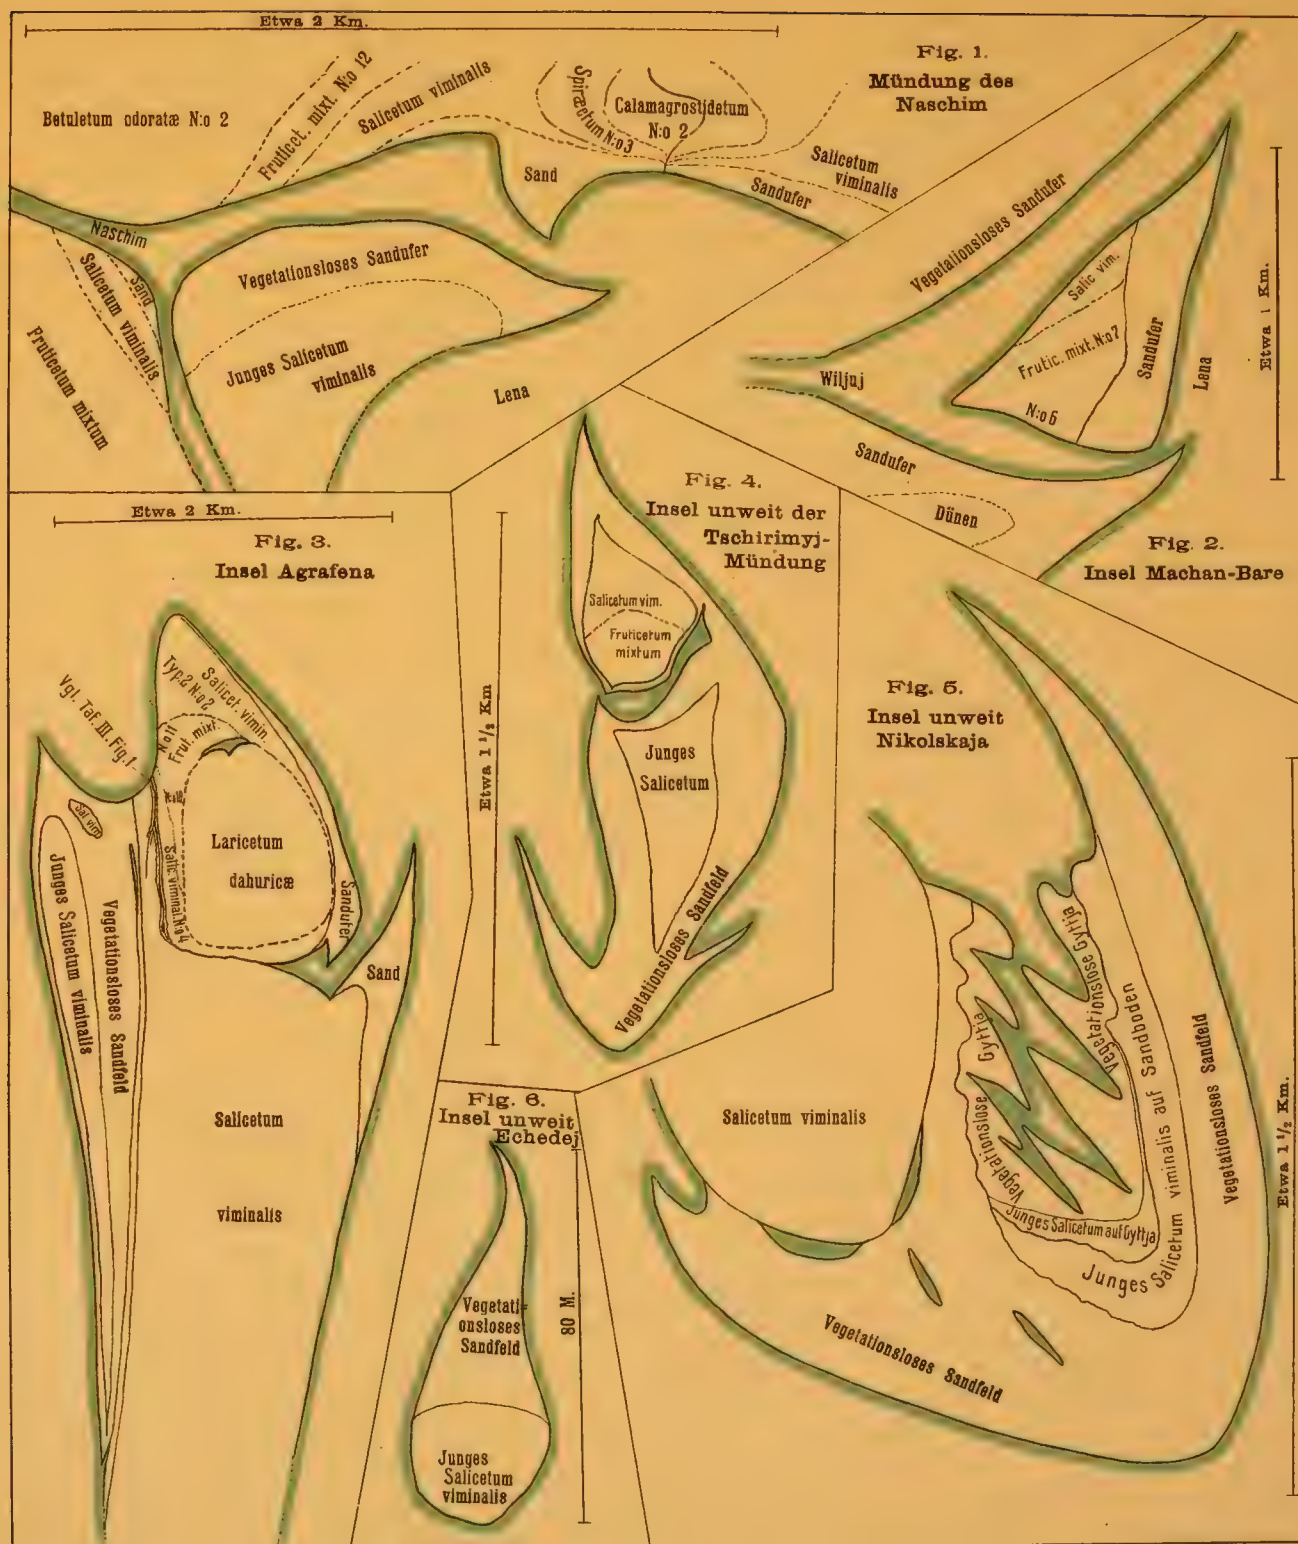 Etwa 2 Km.
Fig. 1.
Mündung des
Naschim
Betuletum odoratæ N:o 2
Fruticet. mixt. N:o 12
Salicetum viminalis
Spiræetum N:o 3
Calamagrostidetum
N:o 2
Sand
Salicetum
viminalis
Sandufer
Naschim
Sand
Salicetum viminalis
Fruticetum mixtum
Vegetationsloses Sandufer
Junges Salicetum
viminalis
Lena
Vegetationsloses Sandufer
Salic. vim.
Frutic. mixt. N:o 7
Sandufer
N:o 6
Lena
Etwa 1 Km.
Wiljuj
Sandufer
Dünen
Fig. 2.
Insel Machan-Bare
Etwa 2 Km.
Fig. 3.
Insel Agrafena
Vgl. Taf. III. Fig. 1
Salicet. vimin.
Typ. 2 N:o 2
N:o 11
Frut. mixt.
Sal. vim.
Salic. viminal. N:o 4
Laricetum
dahuricæ
Sandufer
Sand
Junges Salicetum
viminalis
Vegetationsloses Sandfeld
Salicetum
viminalis
Fig. 4.
Insel unweit der
Tschirimyj-
Mündung
Etwa 1 1/2 Km
Salicetum vim.
Fruticetum
mixtum
Junges
Salicetum
Vegetationsloses Sandfeld
Fig. 5.
Insel unweit
Nikolskaja
Salicetum viminalis
Vegetationslose Gyttja
Vegetationslose Gyttja
Junges Salicetum auf Gyttja
Junges Salicetum viminalis auf Sandboden
Vegetationsloses Sandfeld
Vegetationsloses Sandfeld
Etwa 1 1/2 Km.
Fig. 6.
Insel unweit
Echedej
Vegetati-
onsloses
Sandfeld
80 M.
Junges
Salicetum
viminalis